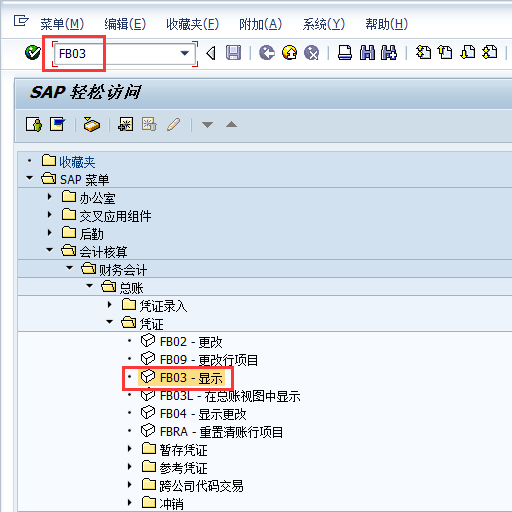 菜单(M) 编辑(E) 收藏夹(F) 附加(A) 系统(Y) 帮助(H)
FB03
SAP 轻松访问
收藏夹
SAP 菜单
办公室
交叉应用组件
后勤
会计核算
财务会计
总账
凭证录入
凭证
FB02 - 更改
FB09 - 更改行项目
FB03 - 显示
FB03L - 在总账视图中显示
FB04 - 显示更改
FBRA - 重置清账行项目
暂存凭证
参考凭证
跨公司代码交易
冲销